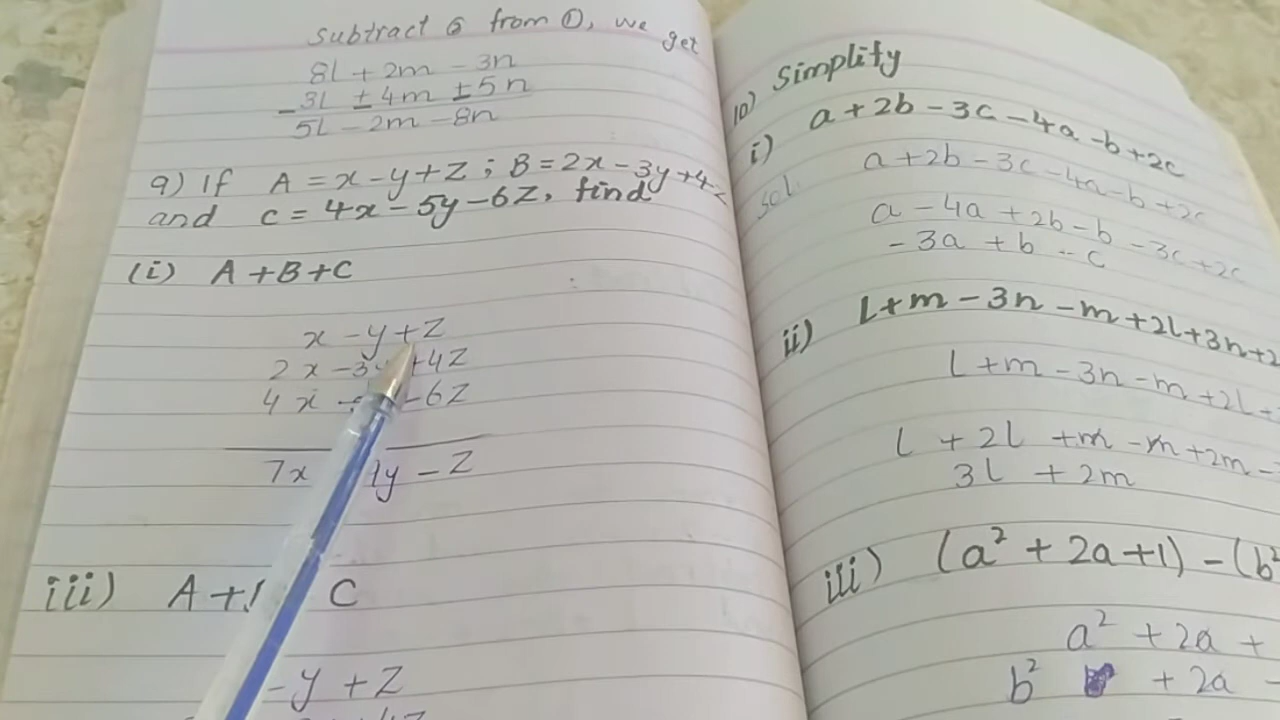 Subtract 6 from ①, we get
8l + 2m - 3n
- 3l ± 4m ± 5n
5l - 2m - 8n
9) If A = x - y + z ; B = 2x - 3y + 4z
and C = 4x - 5y - 6z, find
(i) A + B + C
x - y + z
2x - 3y + 4z
4x - - 6z
7x y - z
iii) A + C
- y + z
Simplify
10)
i) a + 2b - 3c - 4a - b + 2c
sol. a + 2b - 3c - 4a - b + 2c
a - 4a + 2b - b - 3c + 2c
- 3a + b - c
ii) l + m - 3n - m + 2l + 3n + 2
l + m - 3n - m + 2l +
l + 2l + m - m + 2m -
3l + 2m
iii) (a² + 2a + 1) - (b²
a² + 2a +
b² + 2a -